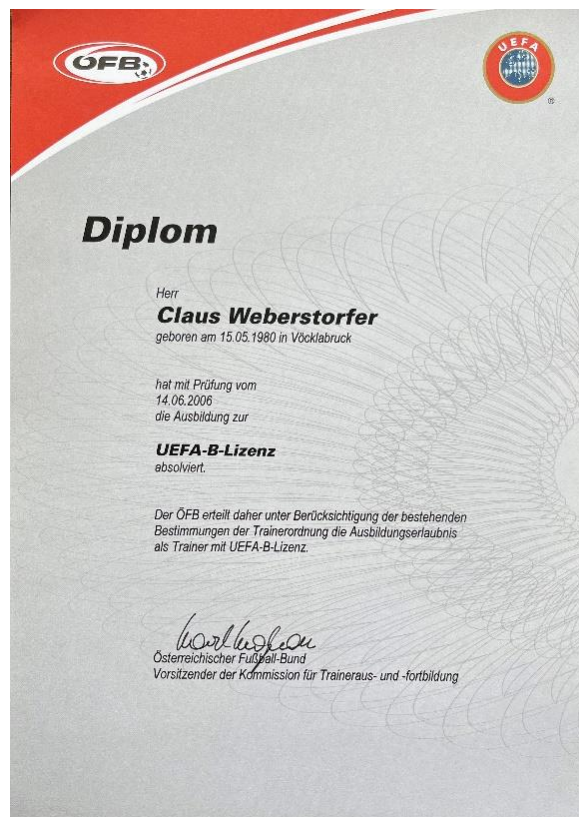 ÖFB
UEFA
®
Diplom
Herr
Claus Weberstorfer
geboren am 15.05.1980 in Vöcklabruck
hat mit Prüfung vom
14.06.2006
die Ausbildung zur
UEFA-B-Lizenz
absolviert.
Der ÖFB erteilt daher unter Berücksichtigung der bestehenden
Bestimmungen der Trainerordnung die Ausbildungserlaubnis
als Trainer mit UEFA-B-Lizenz.
Österreichischer Fußball-Bund
Vorsitzender der Kommission für Traineraus- und -fortbildung